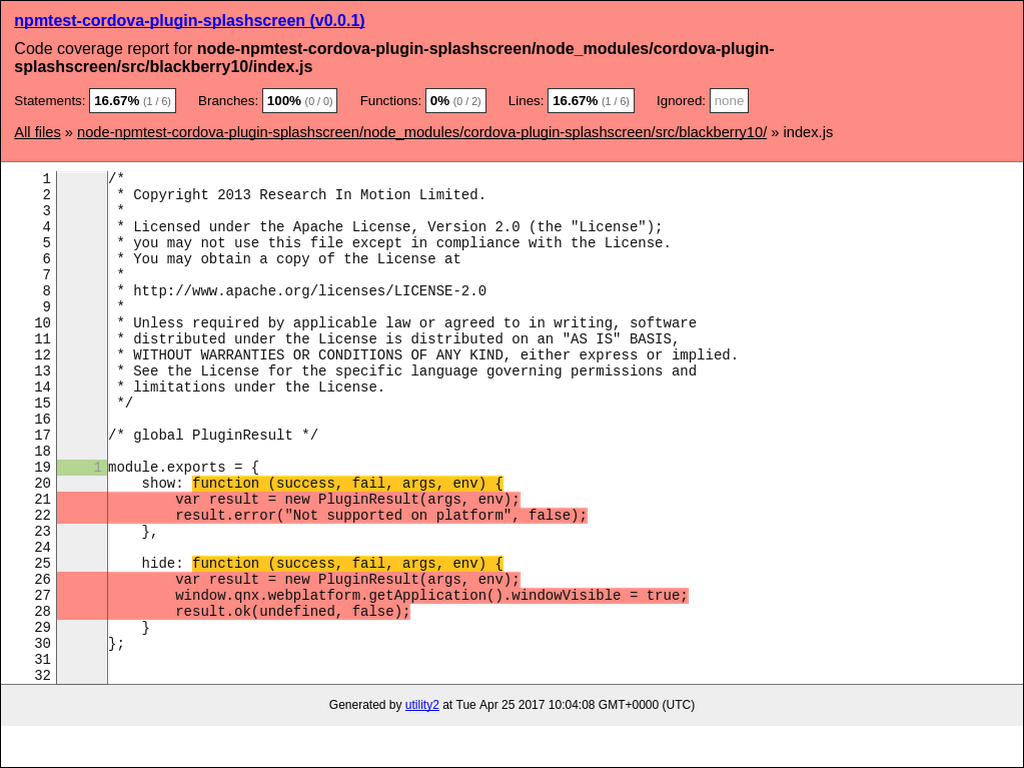 npmtest-cordova-plugin-splashscreen (v0.0.1)
Code coverage report for node-npmtest-cordova-plugin-splashscreen/node_modules/cordova-plugin-
splashscreen/src/blackberry10/index.js
Statements: 16.67% (1 / 6) Branches: 100% (0 / 0) Functions: 0% (0 / 2) Lines: 16.67% (1 / 6) Ignored: none
All files » node-npmtest-cordova-plugin-splashscreen/node_modules/cordova-plugin-splashscreen/src/blackberry10/ » index.js
1 /*
2 * Copyright 2013 Research In Motion Limited.
3 *
4 * Licensed under the Apache License, Version 2.0 (the "License");
5 * you may not use this file except in compliance with the License.
6 * You may obtain a copy of the License at
7 *
8 * http://www.apache.org/licenses/LICENSE-2.0
9 *
10 * Unless required by applicable law or agreed to in writing, software
11 * distributed under the License is distributed on an "AS IS" BASIS,
12 * WITHOUT WARRANTIES OR CONDITIONS OF ANY KIND, either express or implied.
13 * See the License for the specific language governing permissions and
14 * limitations under the License.
15 */
16
17 /* global PluginResult */
18
19 1 module.exports = {
20 show: function (success, fail, args, env) {
21 var result = new PluginResult(args, env);
22 result.error("Not supported on platform", false);
23 },
24
25 hide: function (success, fail, args, env) {
26 var result = new PluginResult(args, env);
27 window.qnx.webplatform.getApplication().windowVisible = true;
28 result.ok(undefined, false);
29 }
30 };
31
32
Generated by utility2 at Tue Apr 25 2017 10:04:08 GMT+0000 (UTC)